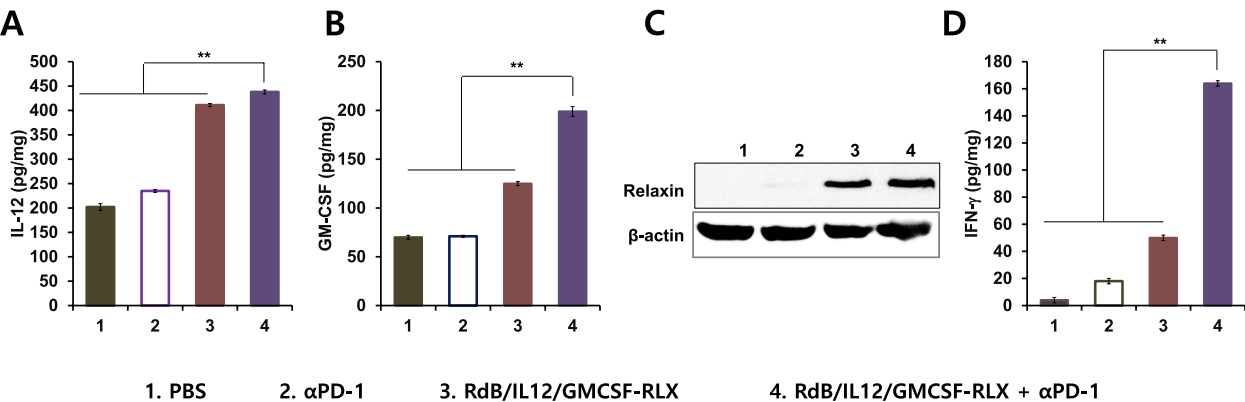 A
IL-12 (pg/mg)
500
450
400
350
300
250
200
150
100
50
0
**
1 2 3 4
B
GM-CSF (pg/mg)
250
200
150
100
50
0
**
1 2 3 4
C
1 2 3 4
Relaxin
β-actin
D
IFN-γ (pg/mg)
180
160
140
120
100
80
60
40
20
0
**
1 2 3 4
1. PBS 2. αPD-1 3. RdB/IL12/GMCSF-RLX 4. RdB/IL12/GMCSF-RLX + αPD-1